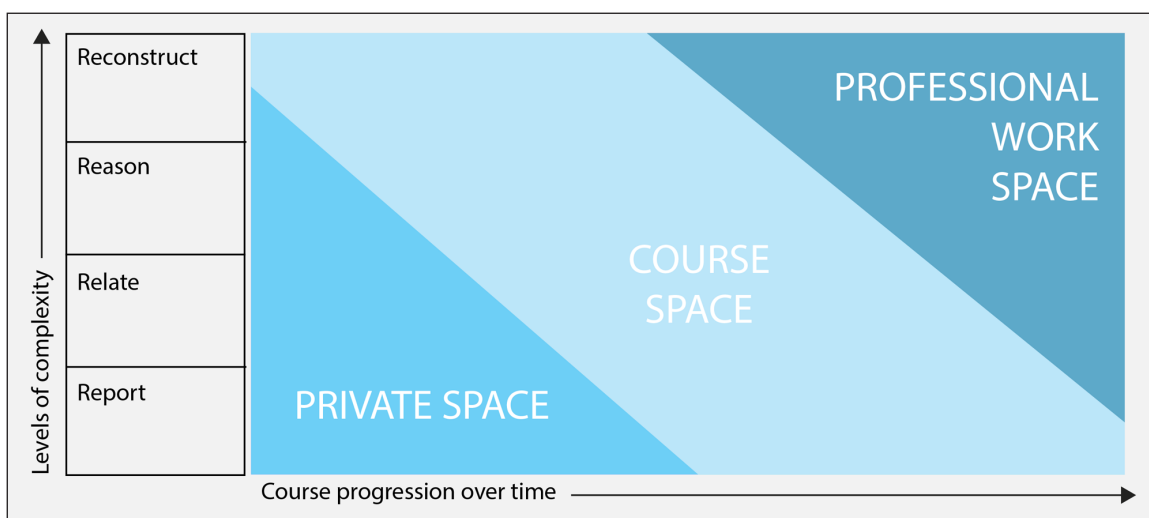 Reconstruct
Reason
Relate
Report
Levels of complexity
PROFESSIONAL
WORK
SPACE
COURSE
SPACE
PRIVATE SPACE
Course progression over time